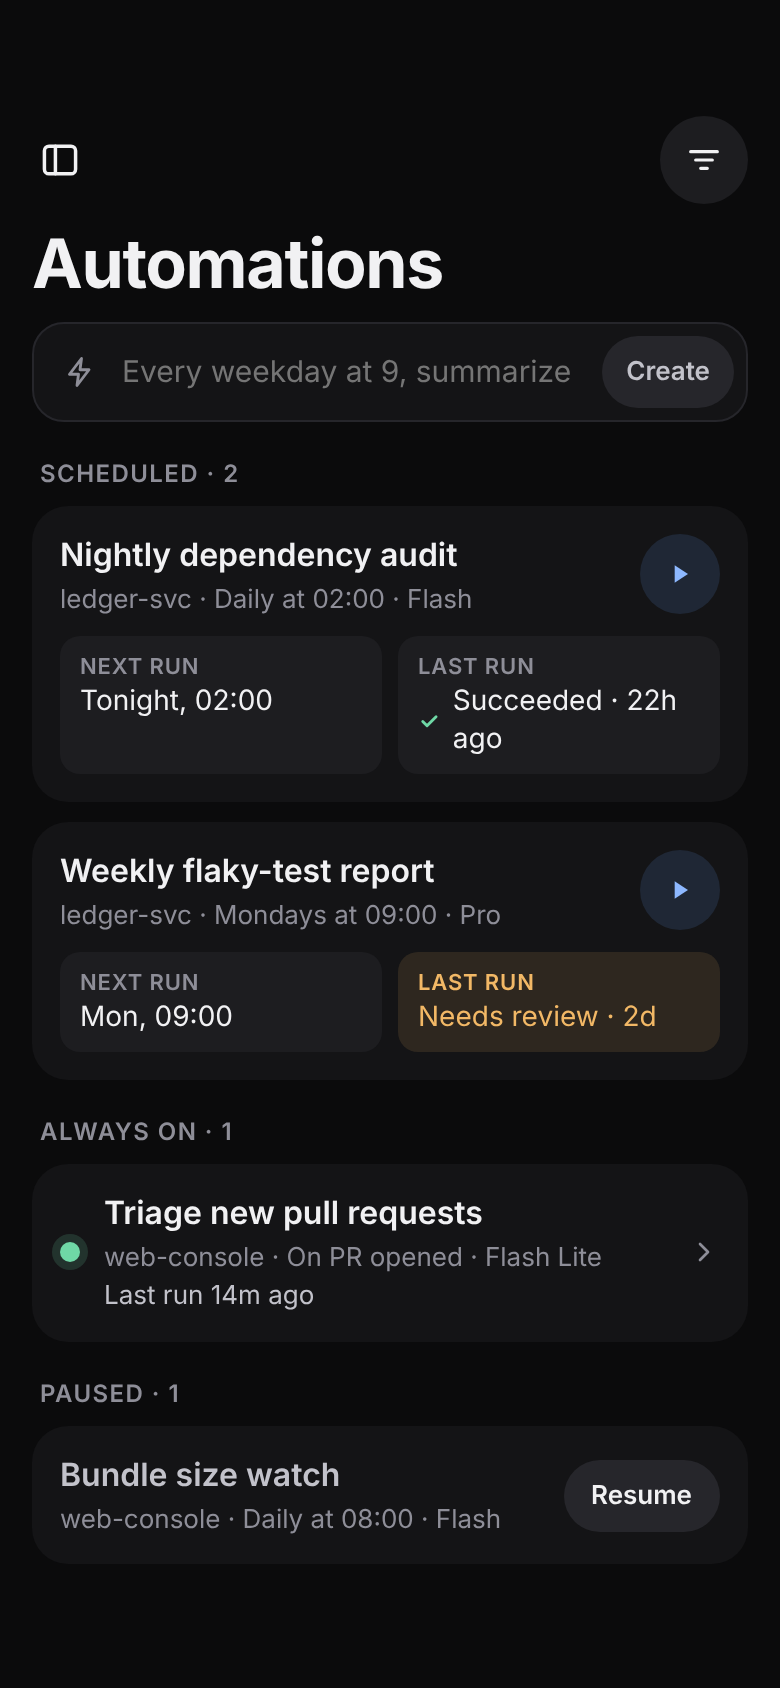 Automations
Every weekday at 9, summarize
Create
SCHEDULED · 2
Nightly dependency audit
ledger-svc · Daily at 02:00 · Flash
NEXT RUN
Tonight, 02:00
LAST RUN
Succeeded · 22h
ago
Weekly flaky-test report
ledger-svc · Mondays at 09:00 · Pro
NEXT RUN
Mon, 09:00
LAST RUN
Needs review · 2d
ALWAYS ON · 1
Triage new pull requests
web-console · On PR opened · Flash Lite
Last run 14m ago
PAUSED · 1
Bundle size watch
web-console · Daily at 08:00 · Flash
Resume